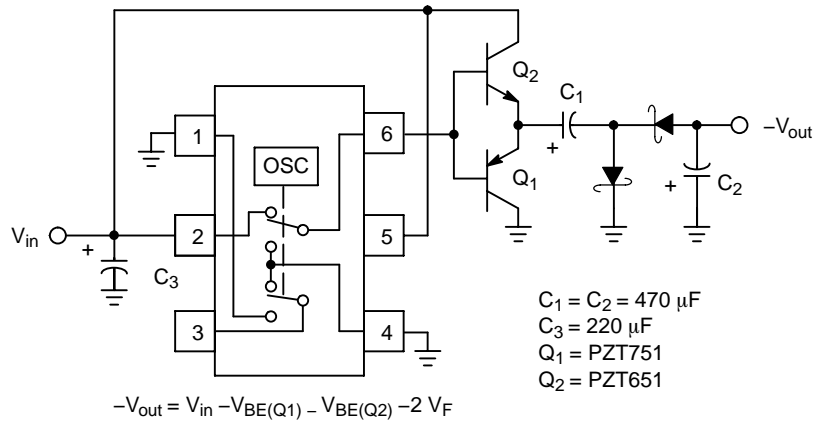 Q2
C1
1
6
+
−Vout
OSC
Q1
+
C2
Vin
2
5
+
C3
3
4
C1 = C2 = 470 µF
C3 = 220 µF
Q1 = PZT751
Q2 = PZT651
−Vout = Vin −VBE(Q1) − VBE(Q2) −2 VF